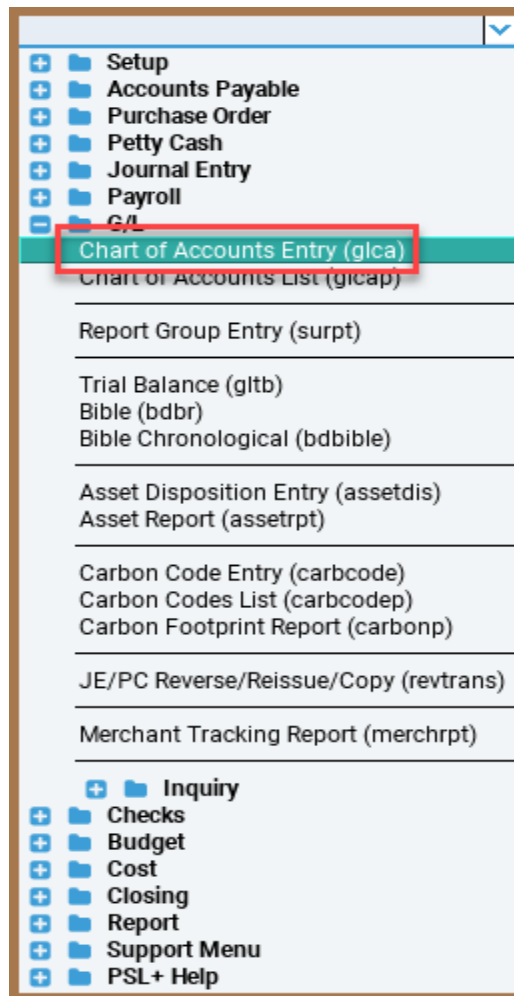 Setup
Accounts Payable
Purchase Order
Petty Cash
Journal Entry
Payroll
G/L
Chart of Accounts Entry (glca)
Chart of Accounts List (glcap)
Report Group Entry (surpt)
Trial Balance (gltb)
Bible (bdbr)
Bible Chronological (bdbible)
Asset Disposition Entry (assetdis)
Asset Report (assetrpt)
Carbon Code Entry (carbcode)
Carbon Codes List (carbcodep)
Carbon Footprint Report (carbonp)
JE/PC Reverse/Reissue/Copy (revtrans)
Merchant Tracking Report (merchrpt)
Inquiry
Checks
Budget
Cost
Closing
Report
Support Menu
PSL+ Help